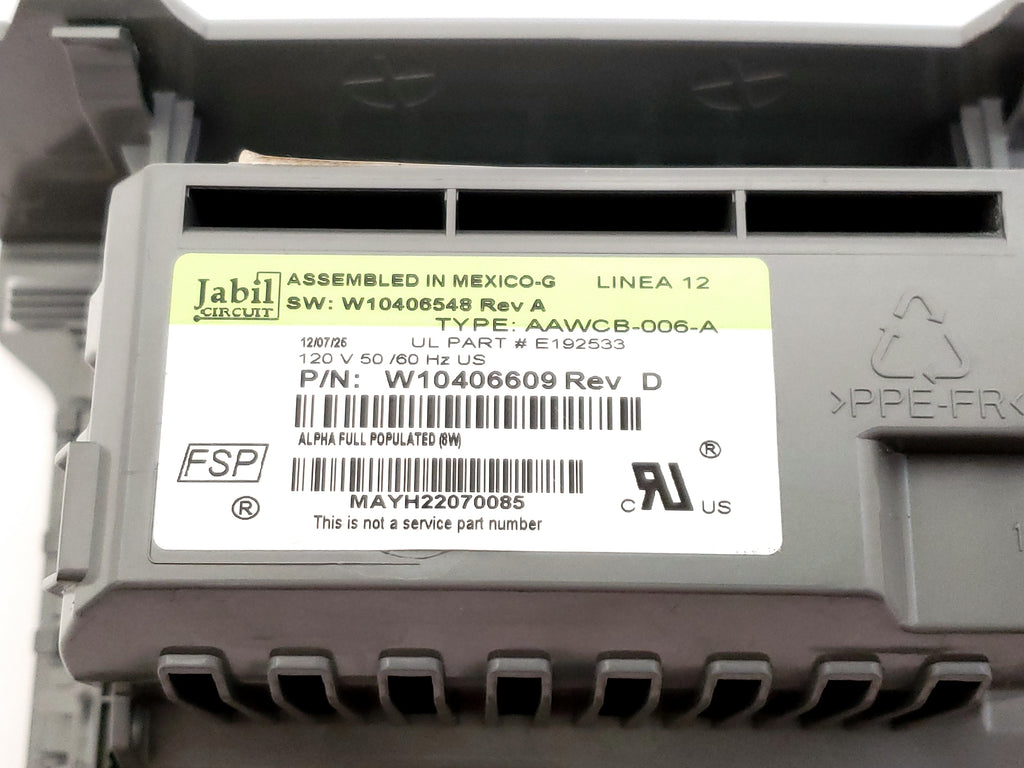 Jabil
CIRCUIT
ASSEMBLED IN MEXICO-G LINEA 12
SW: W10406548 Rev A
TYPE: AAWCB-006-A
12/07/26 UL PART # E192533
120 V 50 /60 Hz US
P/N: W10406609 Rev D
ALPHA FULL POPULATED (8W)
FSP
®
MAYH22070085
This is not a service part number
C RU US
®
>PPE-FR<